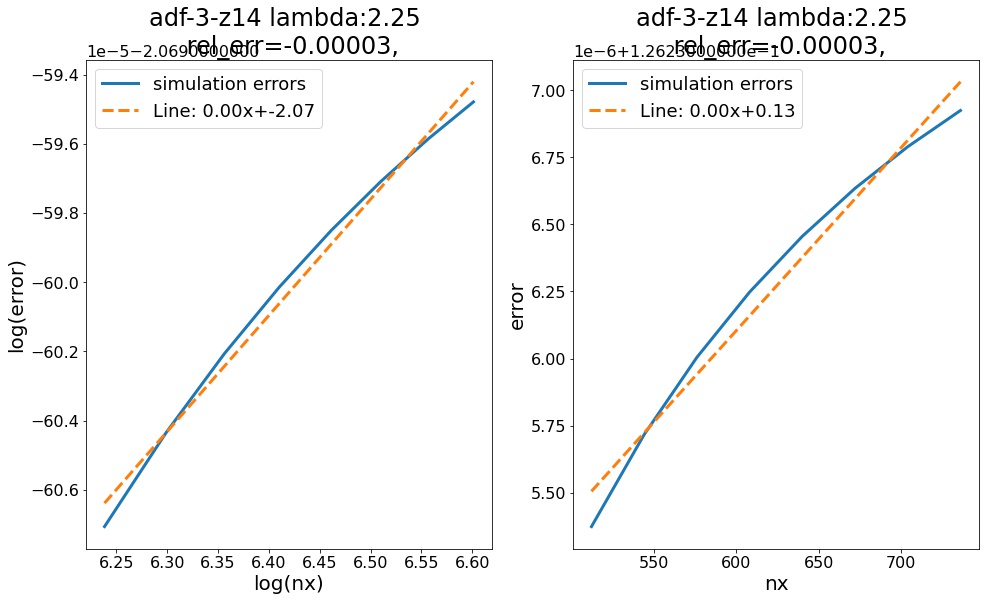 adf-3-z14 lambda:2.25
rel_err=-0.00003,
1e−5−2.0690000000
simulation errors
Line: 0.00x+-2.07
−59.4
−59.6
−59.8
−60.0
−60.2
−60.4
−60.6
log(error)
6.25 6.30 6.35 6.40 6.45 6.50 6.55 6.60
log(nx)
adf-3-z14 lambda:2.25
rel_err=-0.00003,
1e−6+1.2623000000e−1
simulation errors
Line: 0.00x+0.13
7.00
6.75
6.50
6.25
6.00
5.75
5.50
error
550 600 650 700
nx